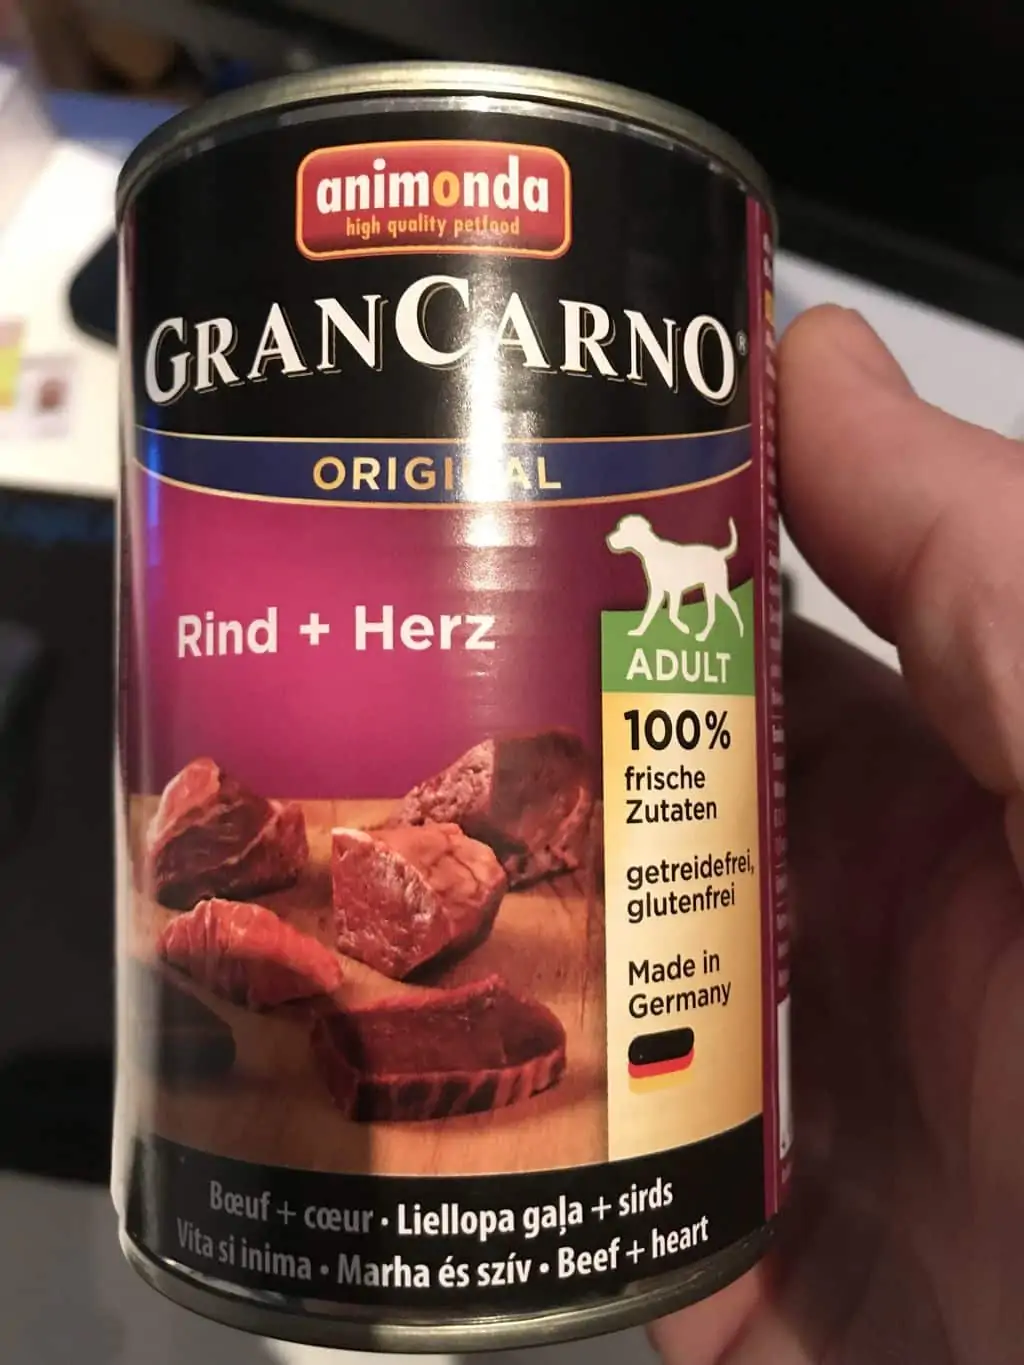 animonda
high quality petfood
GRANCARNO®
ORIGINAL
Rind + Herz
ADULT
100%
frische
Zutaten
getreidefrei,
glutenfrei
Made in
Germany
Bœuf + cœur • Liellopa gaļa + sirds
Vita si inima • Marha és szív • Beef + heart